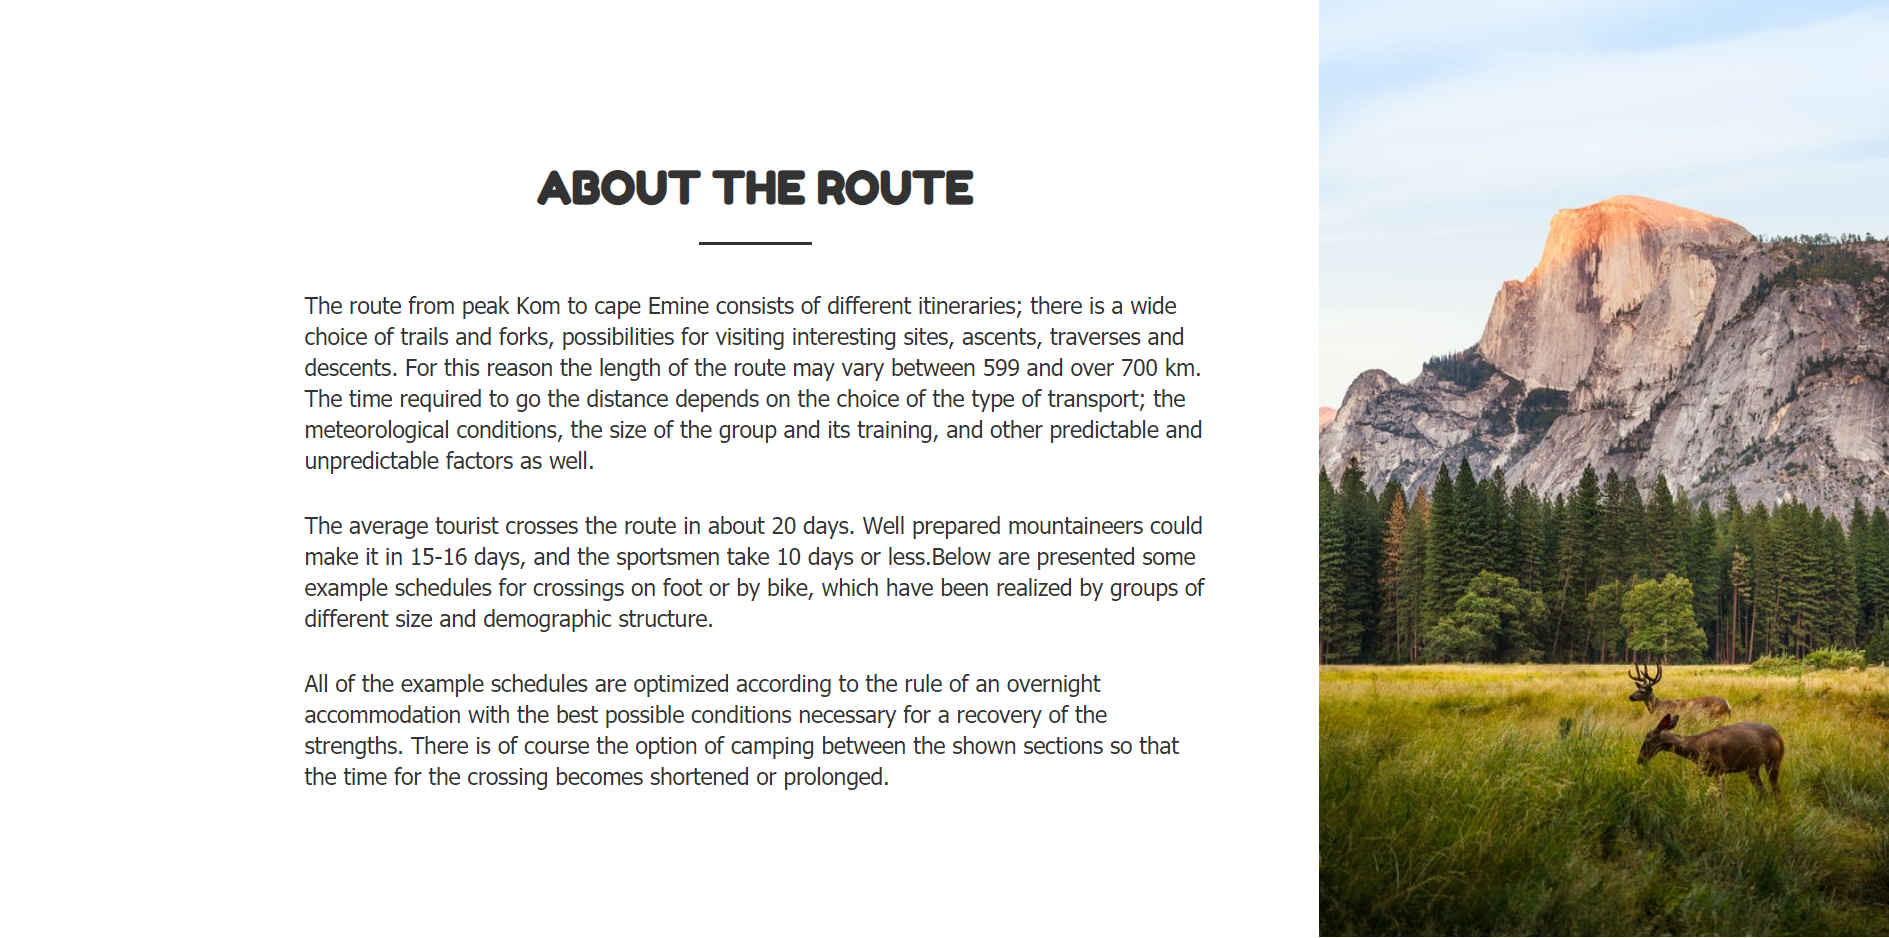 ABOUT THE ROUTE
The route from peak Kom to cape Emine consists of different itineraries; there is a wide
choice of trails and forks, possibilities for visiting interesting sites, ascents, traverses and
descents. For this reason the length of the route may vary between 599 and over 700 km.
The time required to go the distance depends on the choice of the type of transport; the
meteorological conditions, the size of the group and its training, and other predictable and
unpredictable factors as well.
The average tourist crosses the route in about 20 days. Well prepared mountaineers could
make it in 15-16 days, and the sportsmen take 10 days or less.Below are presented some
example schedules for crossings on foot or by bike, which have been realized by groups of
different size and demographic structure.
All of the example schedules are optimized according to the rule of an overnight
accommodation with the best possible conditions necessary for a recovery of the
strengths. There is of course the option of camping between the shown sections so that
the time for the crossing becomes shortened or prolonged.